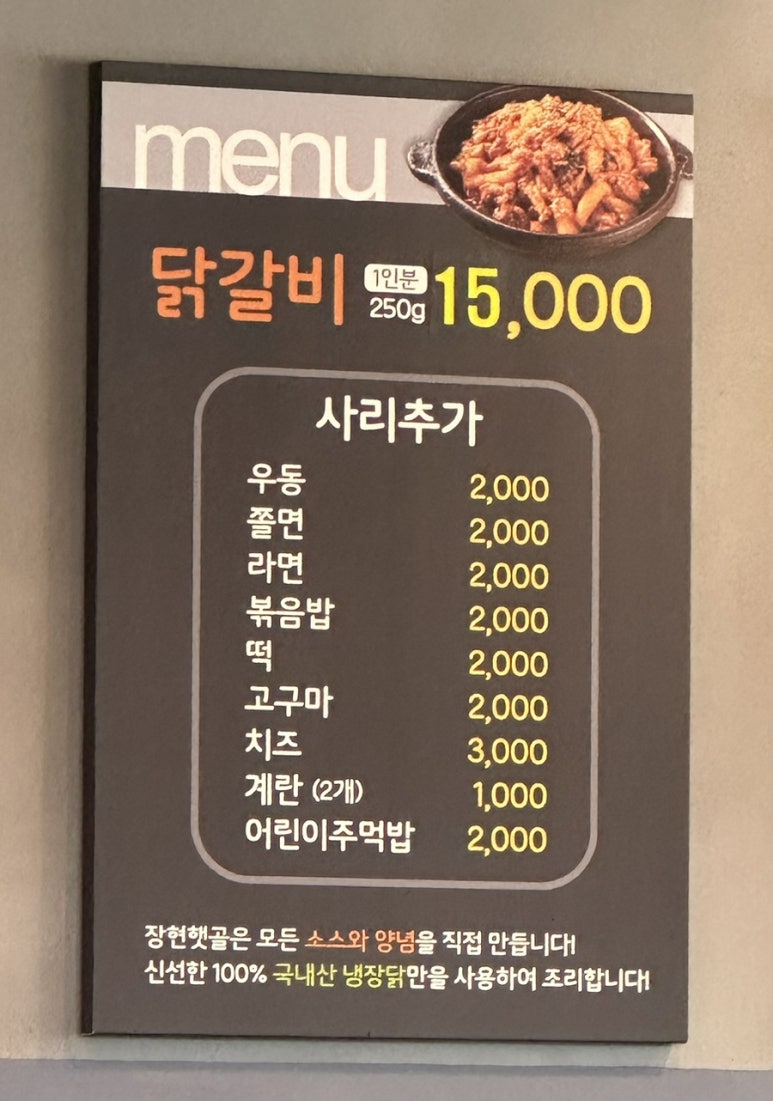 menu
닭갈비 1인분 250g 15,000
사리추가
우동 2,000
쫄면 2,000
라면 2,000
볶음밥 2,000
떡 2,000
고구마 2,000
치즈 3,000
계란 (2개) 1,000
어린이주먹밥 2,000
장현햇골은 모든 소스와 양념을 직접 만듭니다!
신선한 100% 국내산 냉장닭만을 사용하여 조리합니다!